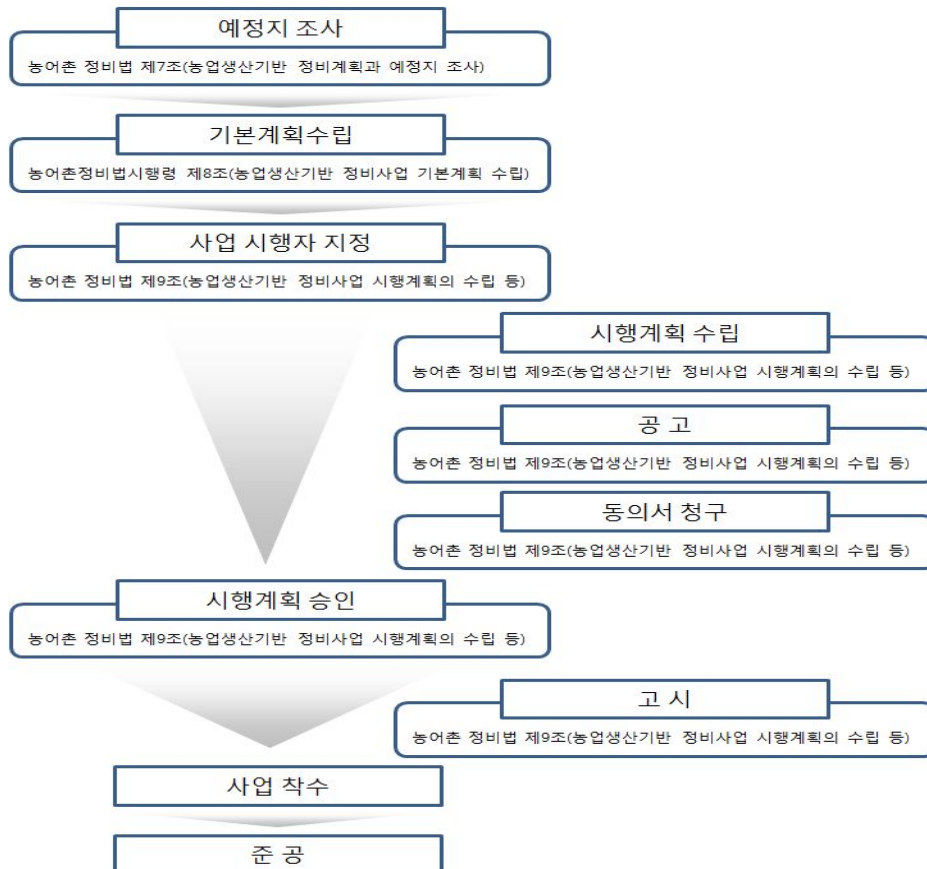 예정지 조사
농어촌 정비법 제7조(농업생산기반 정비계획과 예정지 조사)
기본계획수립
농어촌정비법시행령 제8조(농업생산기반 정비사업 기본계획 수립)
사업 시행자 지정
농어촌 정비법 제9조(농업생산기반 정비사업 시행계획의 수립 등)
시행계획 수립
농어촌 정비법 제9조(농업생산기반 정비사업 시행계획의 수립 등)
공 고
농어촌 정비법 제9조(농업생산기반 정비사업 시행계획의 수립 등)
동의서 청구
농어촌 정비법 제9조(농업생산기반 정비사업 시행계획의 수립 등)
시행계획 승인
농어촌 정비법 제9조(농업생산기반 정비사업 시행계획의 수립 등)
고 시
농어촌 정비법 제9조(농업생산기반 정비사업 시행계획의 수립 등)
사업 착수
준 공